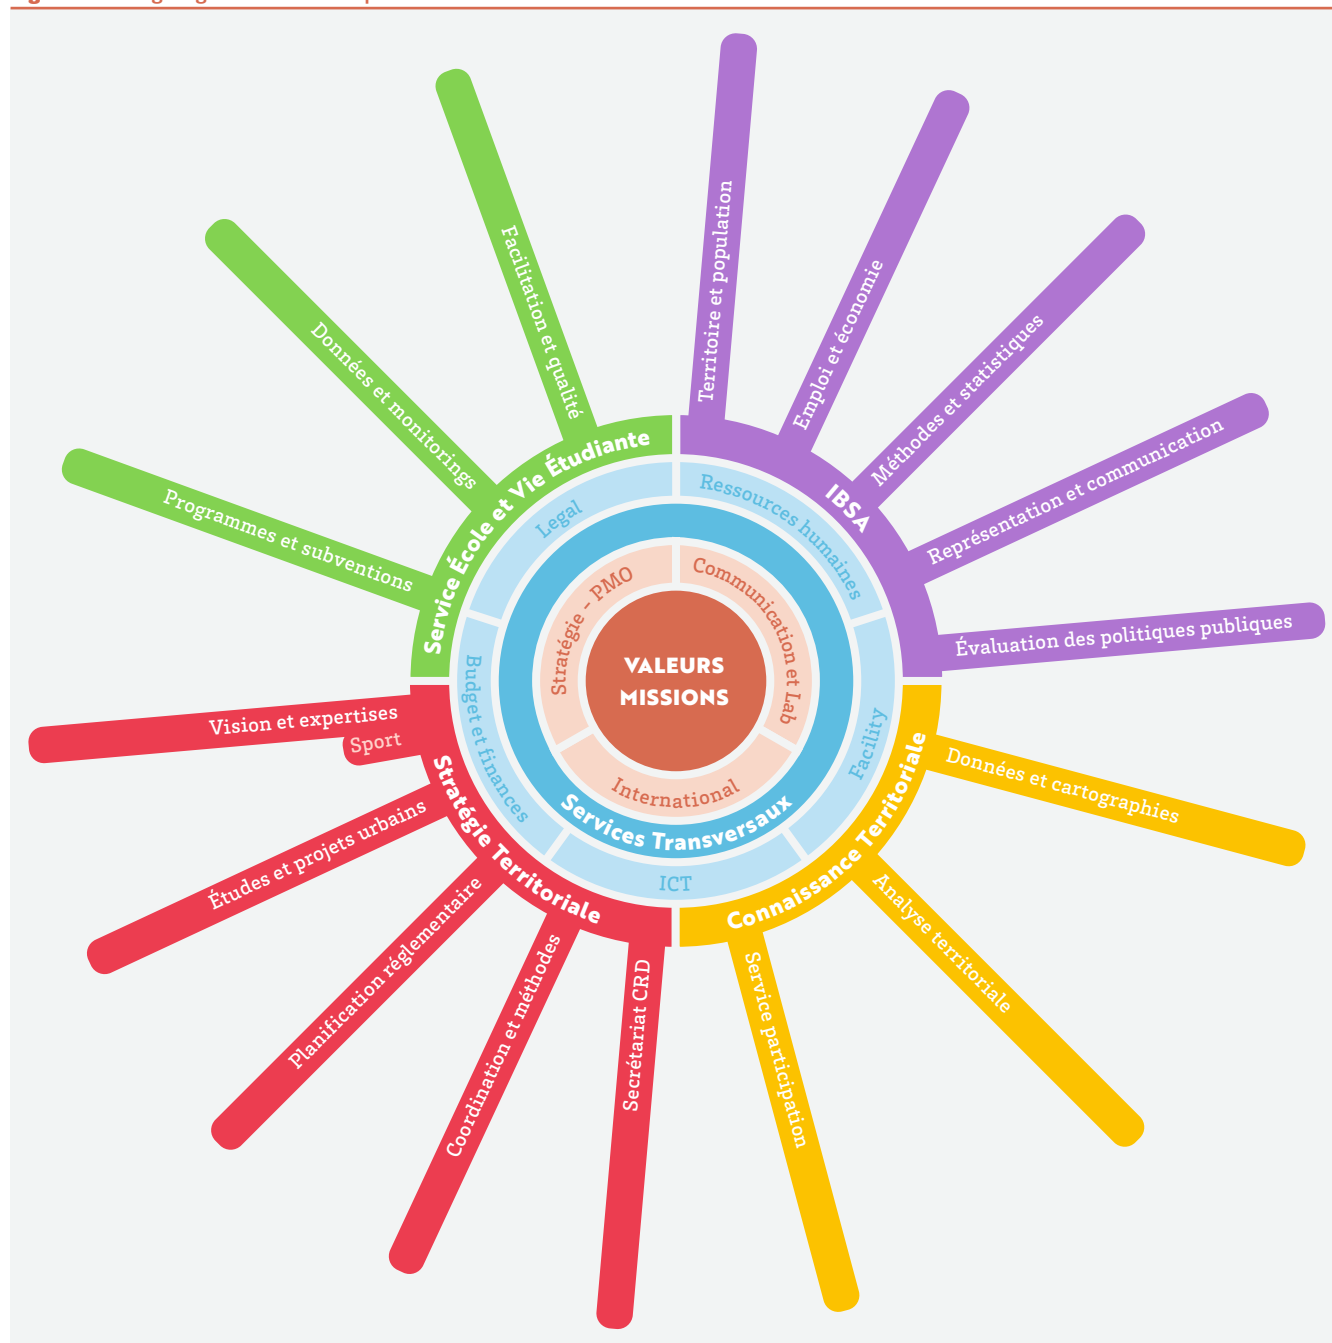 VALEURS
MISSIONS
Stratégie - PMO
Communication et Lab
International
Services Transversaux
Legal
Ressources humaines
Facility
ICT
Budget et finances
Service École et Vie Étudiante
Programmes et subventions
Données et monitorings
Facilitation et qualité
IBSA
Territoire et population
Emploi et économie
Méthodes et statistiques
Représentation et communication
Évaluation des politiques publiques
Connaissance Territoriale
Données et cartographies
Analyse territoriale
Service participation
Stratégie Territoriale
Secrétariat CRD
Coordination et méthodes
Planification réglementaire
Études et projets urbains
Sport
Vision et expertises